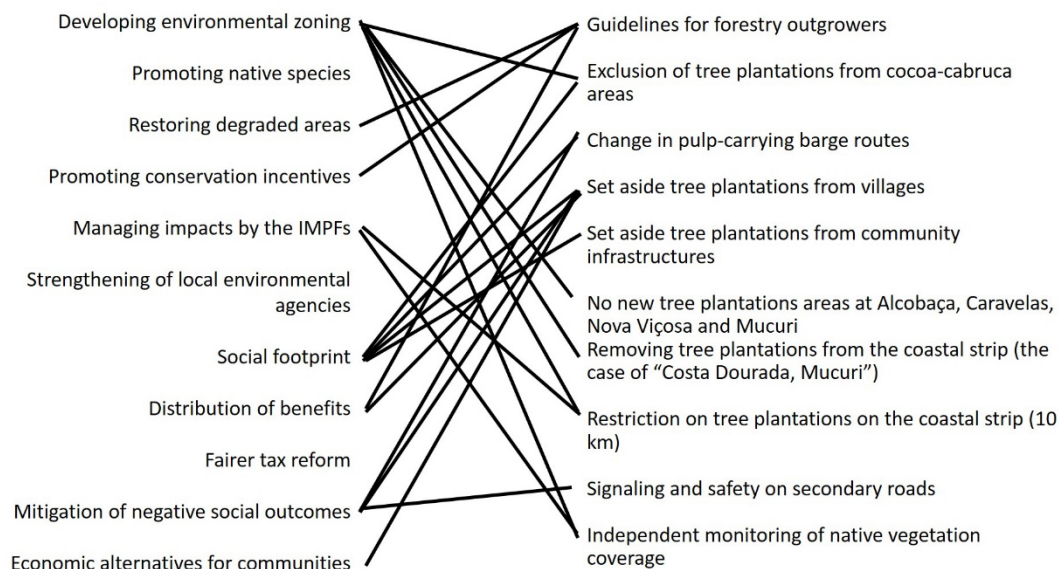 Developing environmental zoning
Promoting native species
Restoring degraded areas
Promoting conservation incentives
Managing impacts by the IMPFs
Strengthening of local environmental
agencies
Social footprint
Distribution of benefits
Fairer tax reform
Mitigation of negative social outcomes
Economic alternatives for communities
Guidelines for forestry outgrowers
Exclusion of tree plantations from cocoa-cabruca
areas
Change in pulp-carrying barge routes
Set aside tree plantations from villages
Set aside tree plantations from community
infrastructures
No new tree plantations areas at Alcobaça, Caravelas,
Nova Viçosa and Mucuri
Removing tree plantations from the coastal strip (the
case of “Costa Dourada, Mucuri”)
Restriction on tree plantations on the coastal strip (10
km)
Signaling and safety on secondary roads
Independent monitoring of native vegetation
coverage